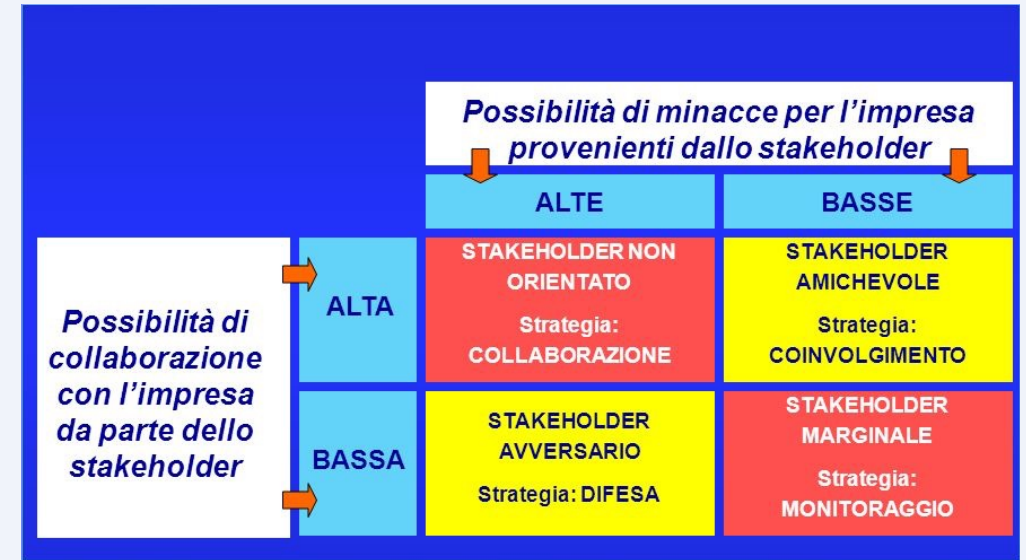 Possibilità di minacce per l’impresa
provenienti dallo stakeholder
ALTE
BASSE
Possibilità di
collaborazione
con l’impresa
da parte dello
stakeholder
ALTA
STAKEHOLDER NON
ORIENTATO
Strategia:
COLLABORAZIONE
STAKEHOLDER
AMICHEVOLE
Strategia:
COINVOLGIMENTO
BASSA
STAKEHOLDER
AVVERSARIO
Strategia: DIFESA
STAKEHOLDER
MARGINALE
Strategia:
MONITORAGGIO